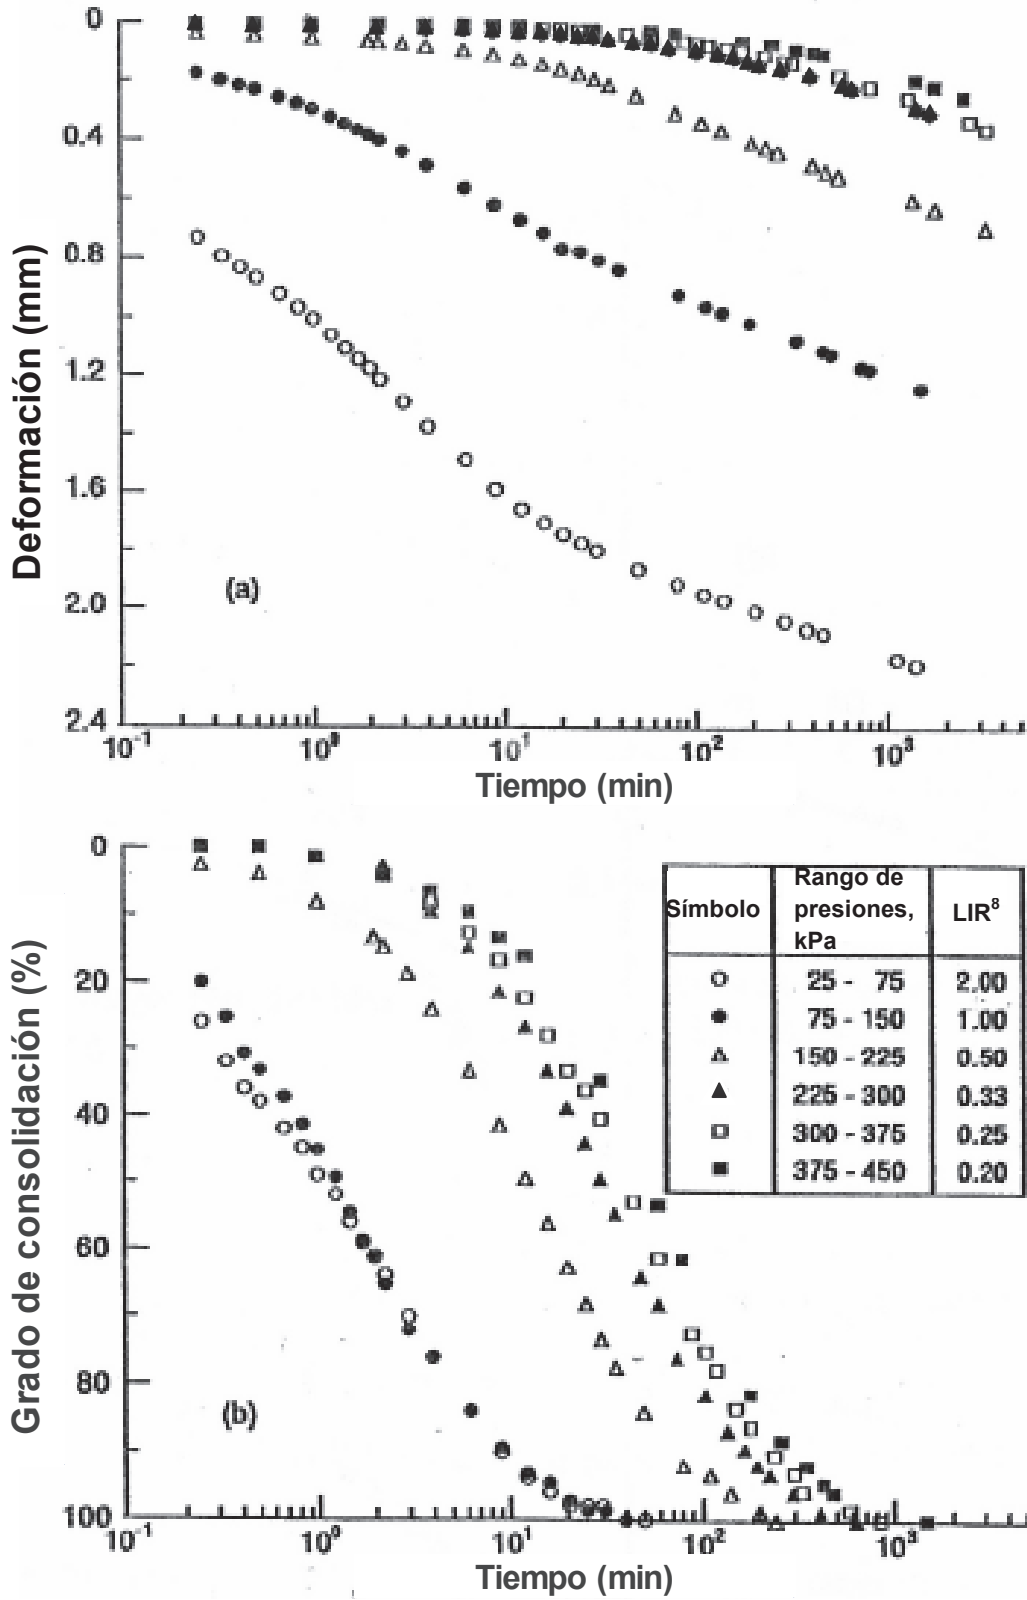 0
0.4
0.8
1.2
1.6
2.0
2.4
Deformación (mm)
(a)
10⁻¹
10⁰
10¹
10²
10³
Tiempo (min)
0
20
40
60
80
100
Grado de consolidación (%)
(b)
Símbolo
Rango de
presiones,
kPa
LIR⁸
25 - 75 2.00
75 - 150 1.00
150 - 225 0.50
225 - 300 0.33
300 - 375 0.25
375 - 450 0.20
10⁻¹
10⁰
10¹
10²
10³
Tiempo (min)